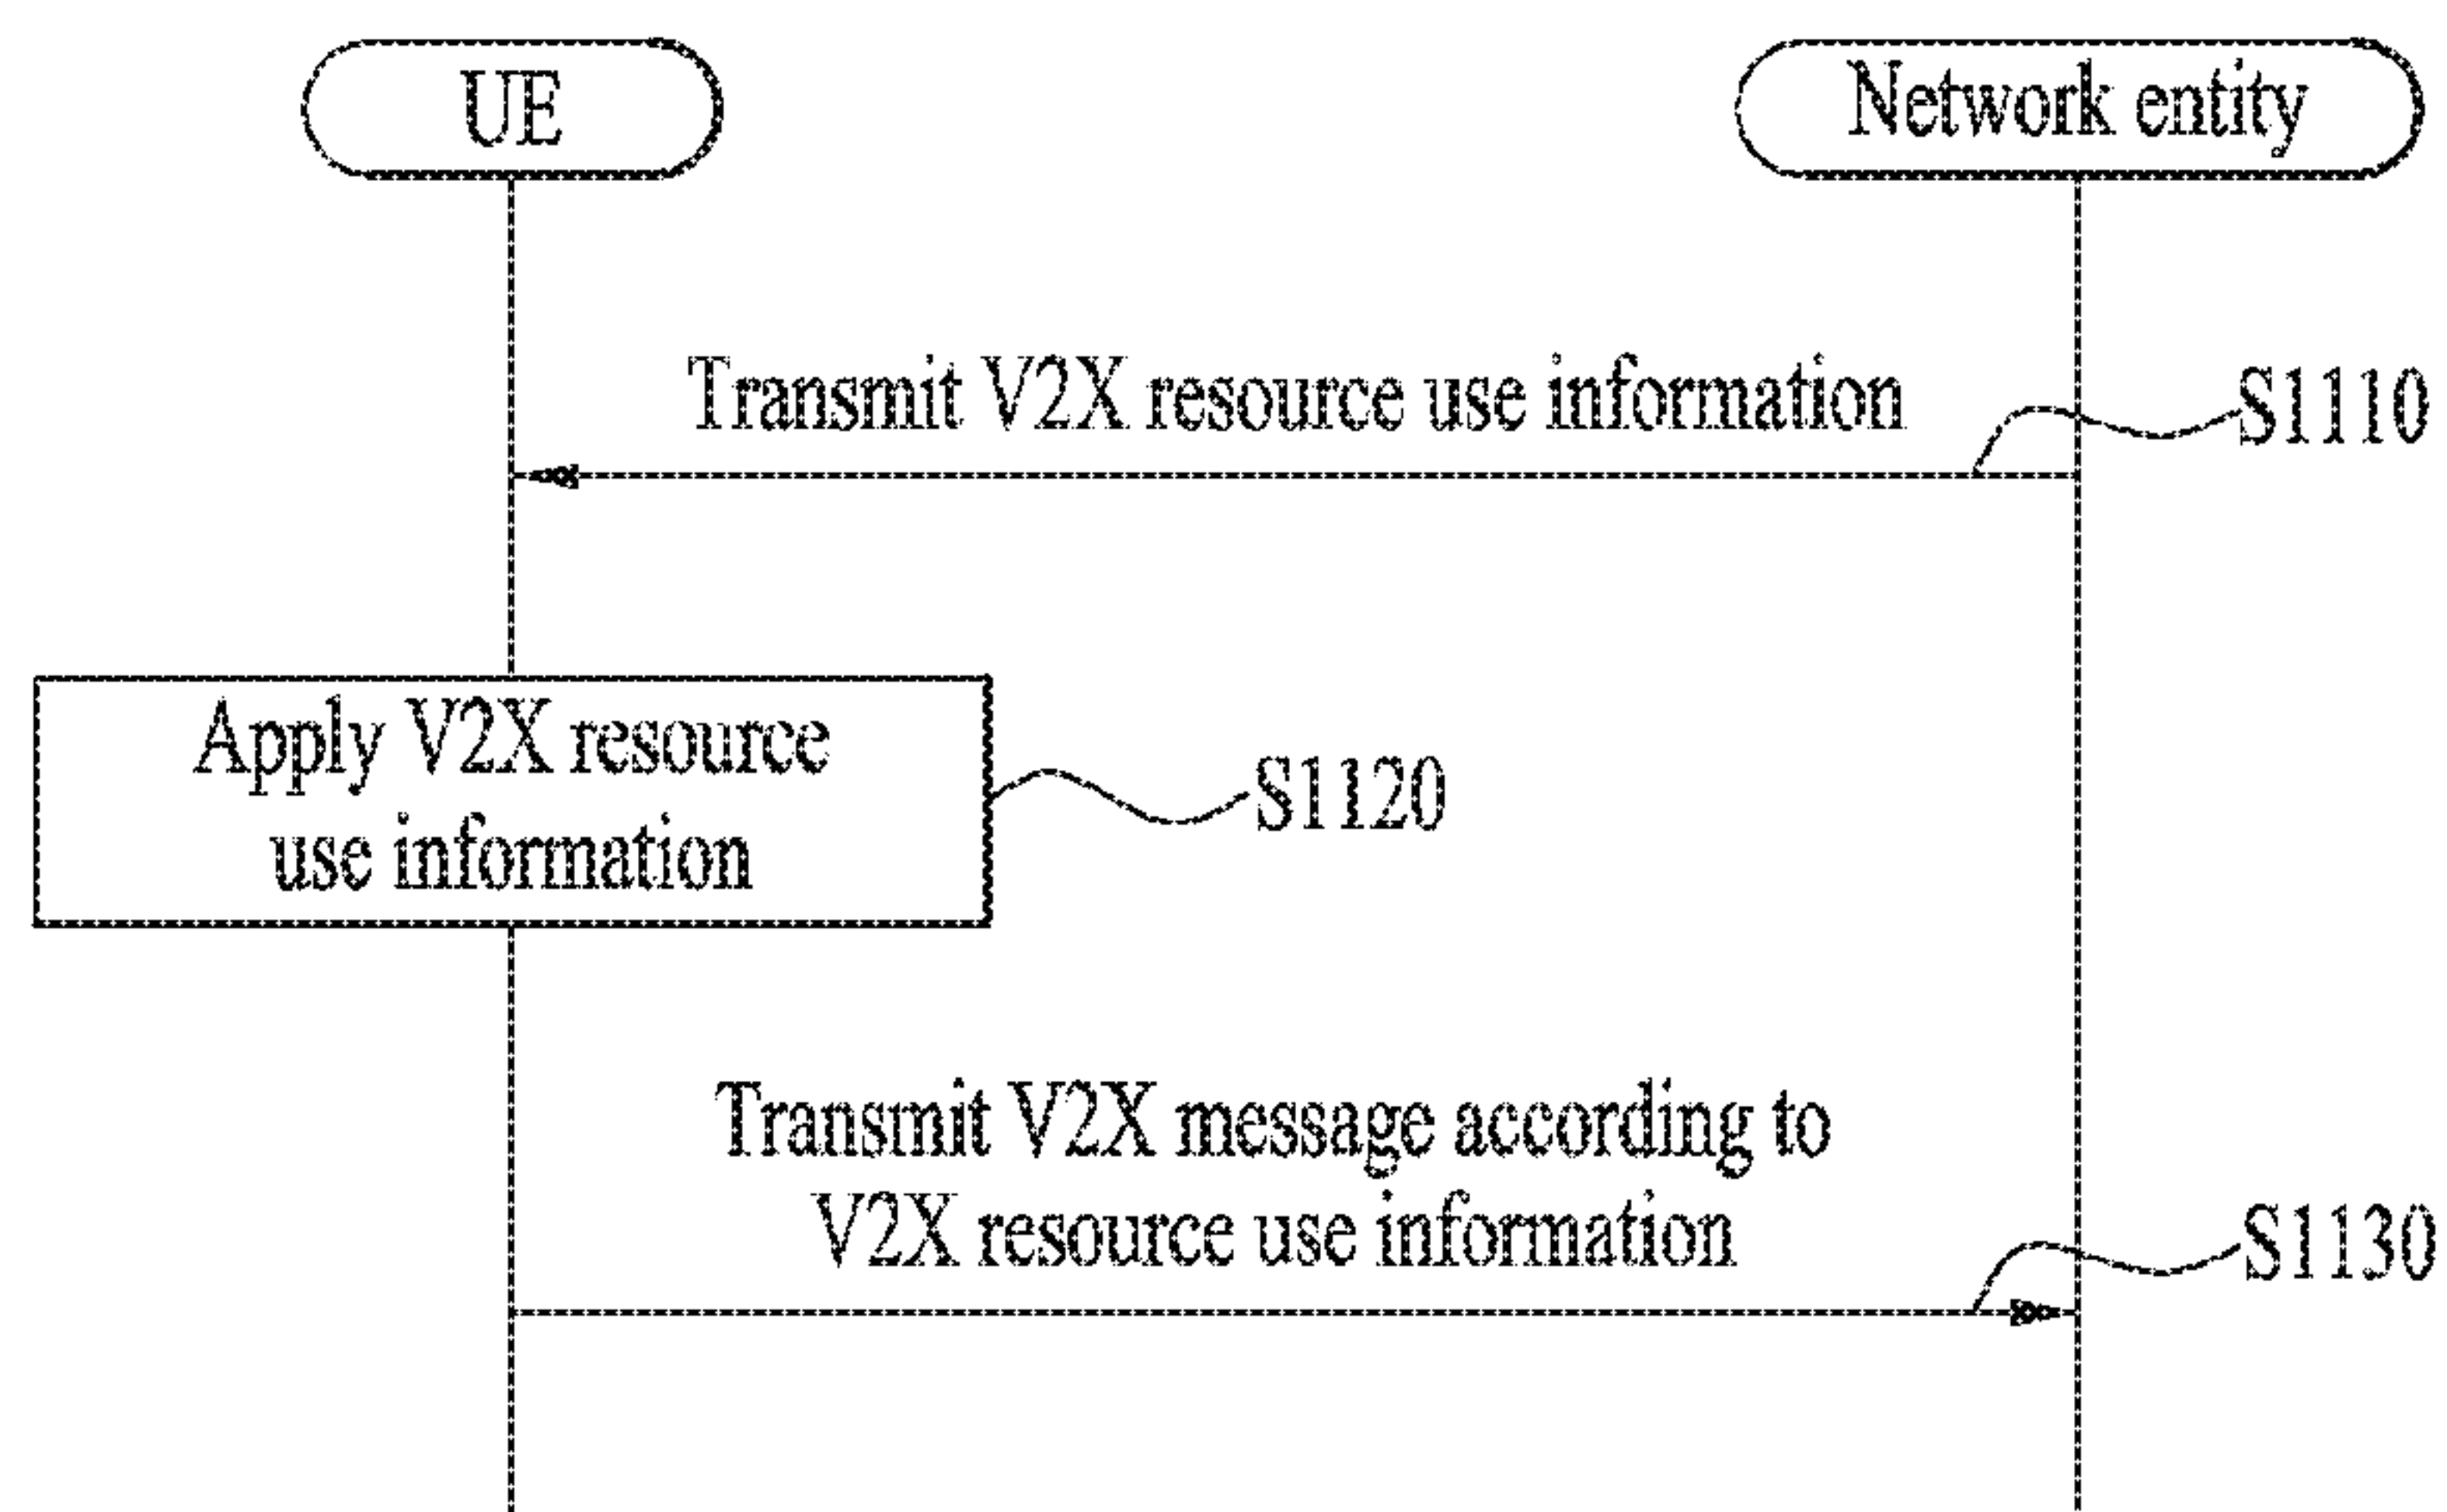 UE
Network entity
Transmit V2X resource use information
S1110
Apply V2X resource
use information
S1120
Transmit V2X message according to
V2X resource use information
S1130